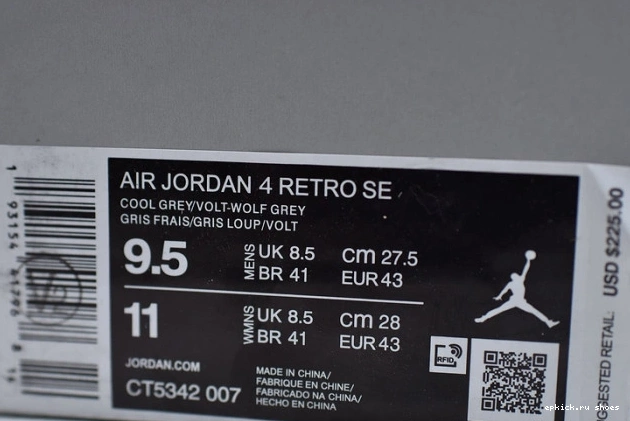 AIR JORDAN 4 RETRO SE
COOL GREY/VOLT-WOLF GREY
GRIS FRAIS/GRIS LOUP/VOLT
9.5 MENS UK 8.5 cm 27.5
BR 41 EUR 43
11 WMNS UK 8.5 cm 28
BR 41 EUR 43
JORDAN.COM
CT5342 007
MADE IN CHINA/
FABRIQUE EN CHINE/
FABRICADO NA CHINA/
HECHO EN CHINA
RFID
GESTED RETAIL: USD $225.00
epkick.ru shoes